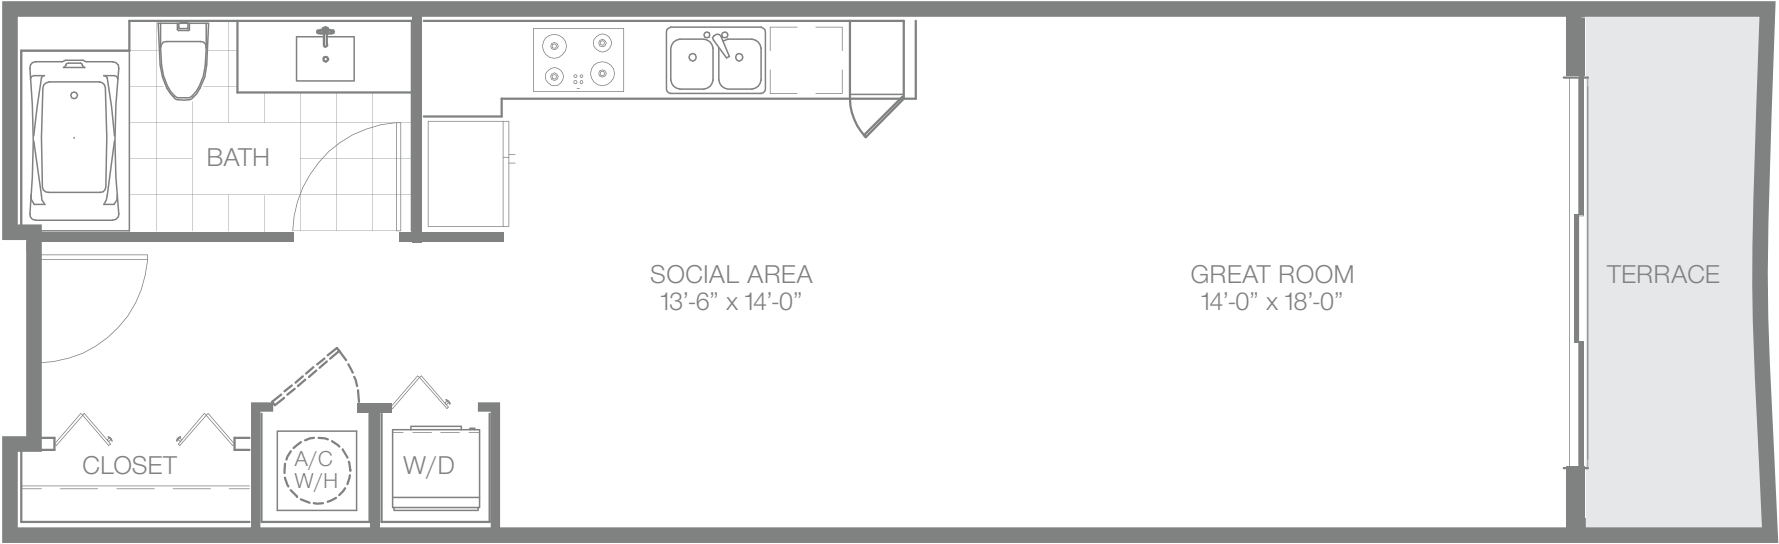 BATH
SOCIAL AREA
13’-6” x 14’-0”
GREAT ROOM
14’-0” x 18’-0”
TERRACE
CLOSET
A/C
W/H
W/D